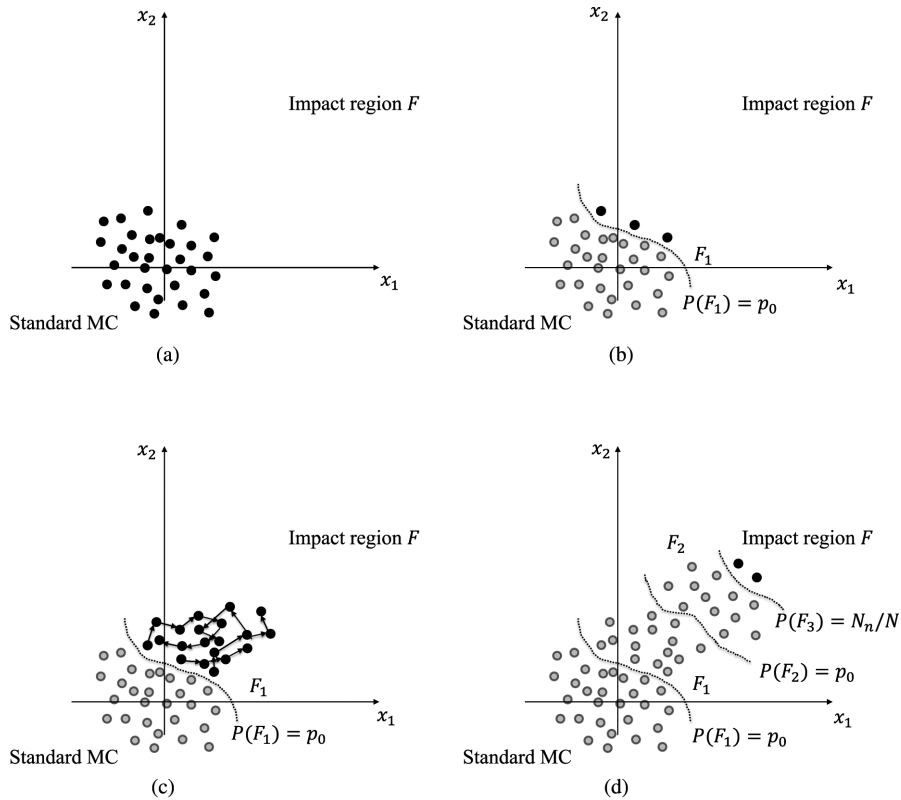 x₂
Impact region F
x₁
Standard MC
(a)
x₂
Impact region F
F₁
x₁
P(F₁) = p₀
Standard MC
(b)
x₂
Impact region F
F₁
x₁
P(F₁) = p₀
Standard MC
(c)
x₂
F₂
Impact region F
P(F₃) = Nₙ/N
P(F₂) = p₀
F₁
x₁
P(F₁) = p₀
Standard MC
(d)